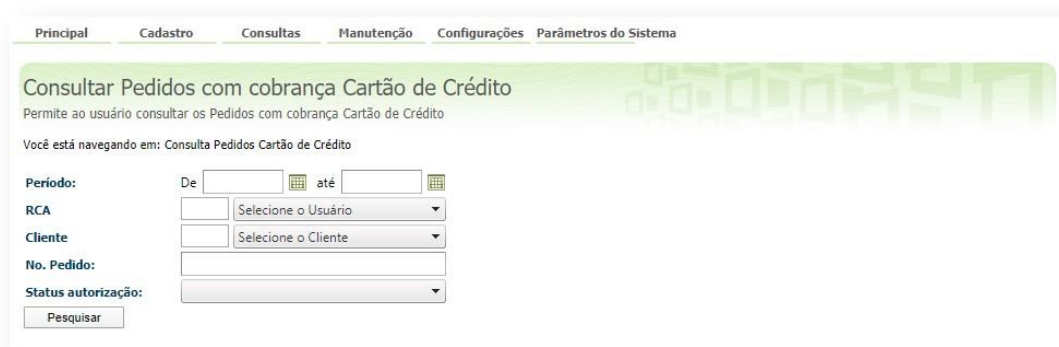 Principal Cadastro Consultas Manutenção Configurações Parâmetros do Sistema
Consultar Pedidos com cobrança Cartão de Crédito
Permite ao usuário consultar os Pedidos com cobrança Cartão de Crédito
Você está navegando em: Consulta Pedidos Cartão de Crédito
Período: De até
RCA Selecione o Usuário
Cliente Selecione o Cliente
No. Pedido:
Status autorização:
Pesquisar